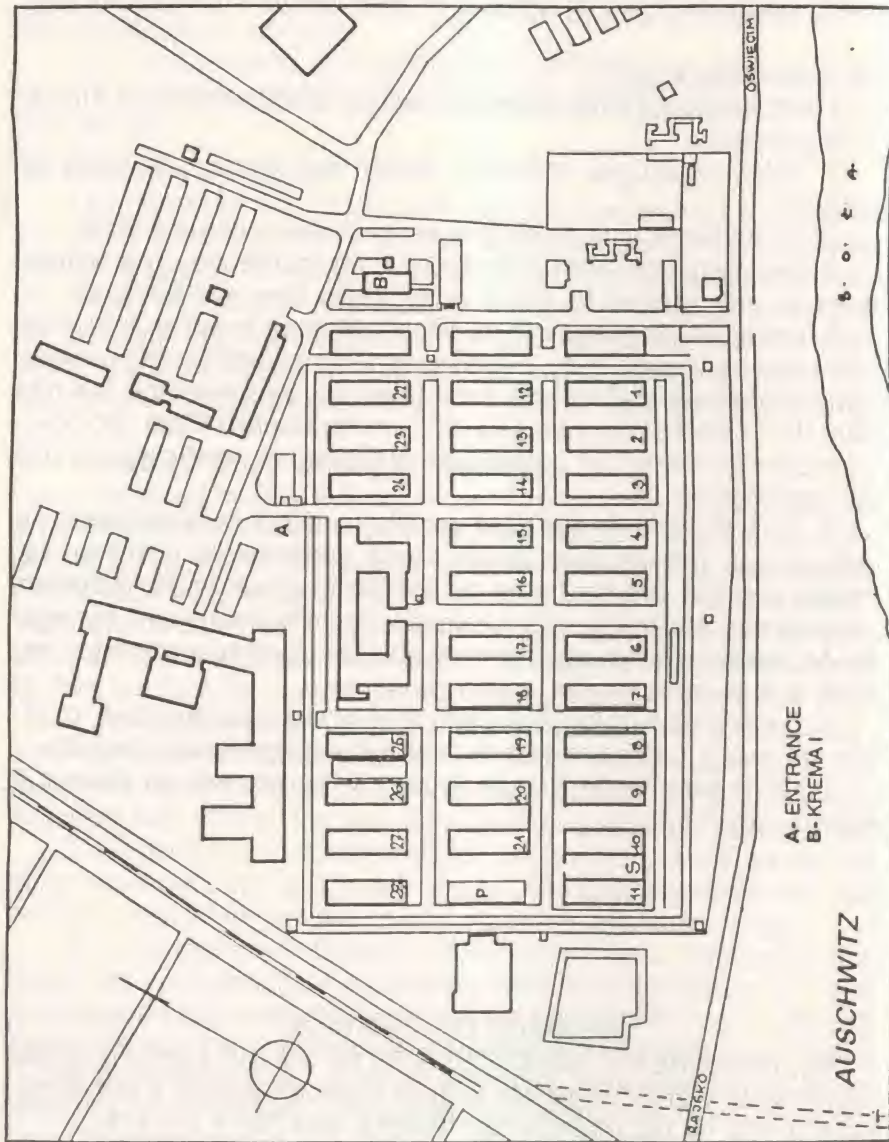 B
A
28 27 26 25 24 23 22
P 21 20 19 18 17 16 15 14 13 12
11 S 10 9 8 7 6 5 4 3 2 1
A- ENTRANCE
B- KREMA I
RAJSKO
OŚWIĘCIM
AUSCHWITZ
S. O. Ł A.